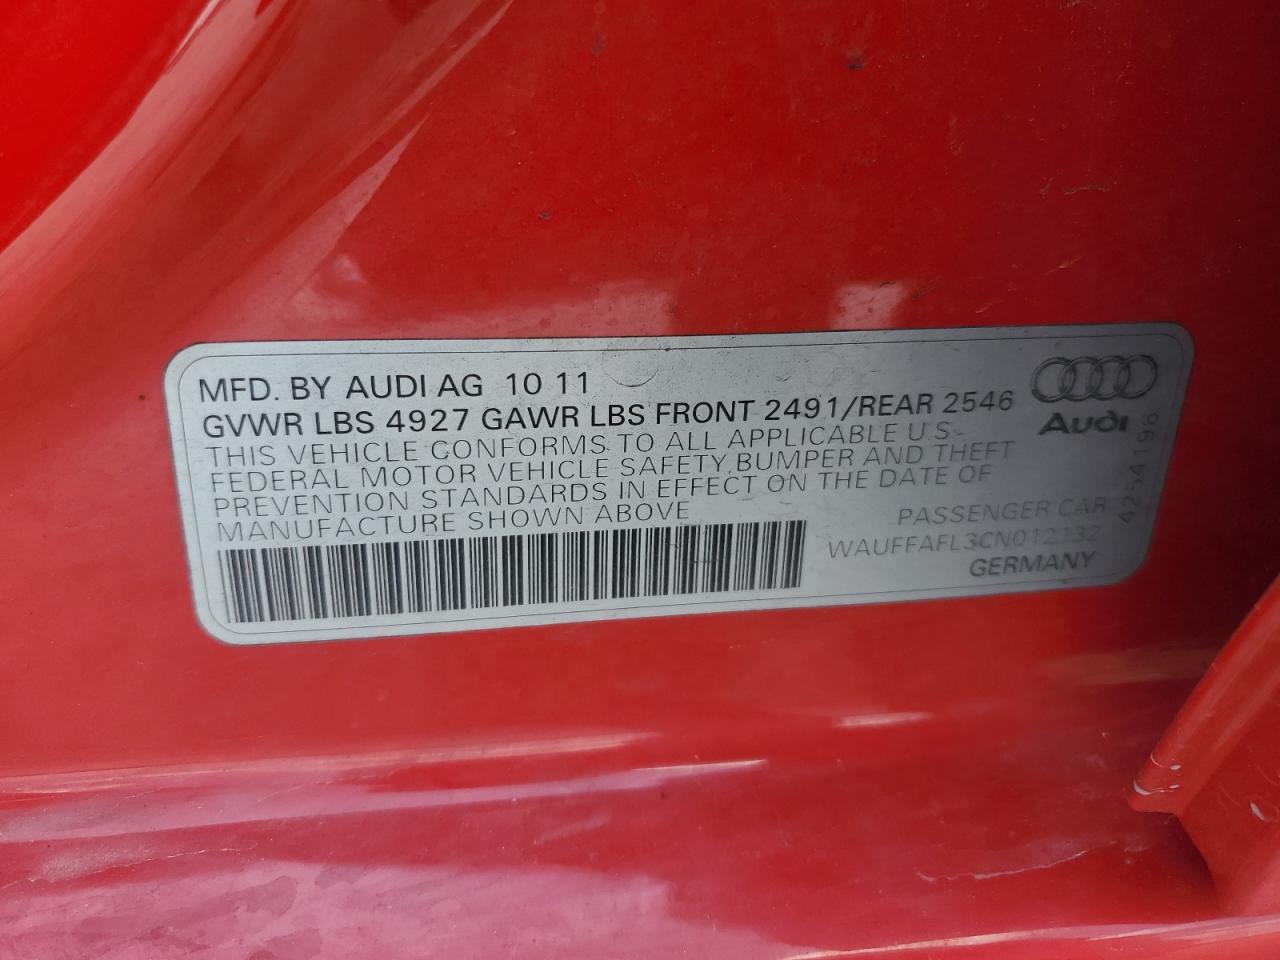 MFD. BY AUDI AG 10 11
GVWR LBS 4927 GAWR LBS FRONT 2491/REAR 2546
THIS VEHICLE CONFORMS TO ALL APPLICABLE U.S.
FEDERAL MOTOR VEHICLE SAFETY, BUMPER AND THEFT
PREVENTION STANDARDS IN EFFECT ON THE DATE OF
MANUFACTURE SHOWN ABOVE
PASSENGER CAR
GERMANY
Audi
4254196